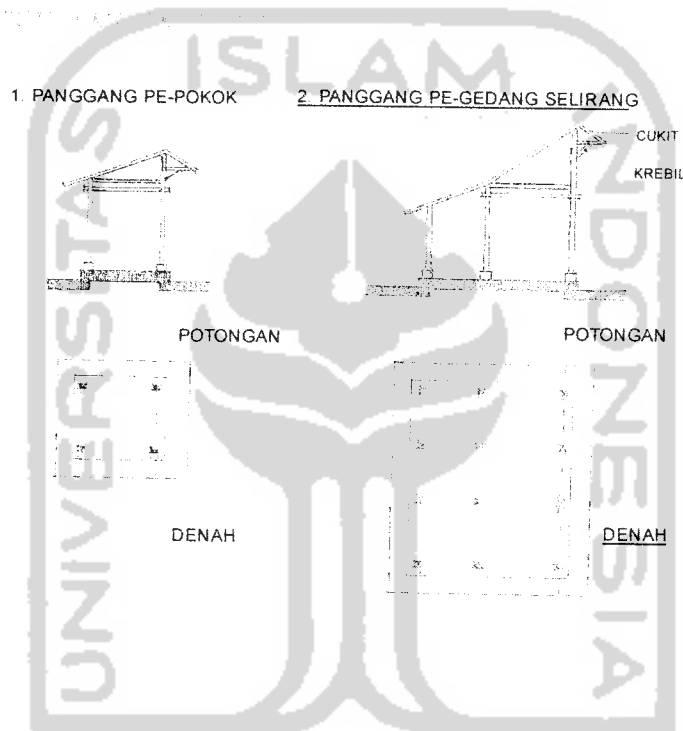 ISLAM
UNIVERSITAS
INDONESIA
1. PANGGANG PE-POKOK
2. PANGGANG PE-GEDANG SELIRANG
CUKIT
KREBIL
POTONGAN
POTONGAN
DENAH
DENAH